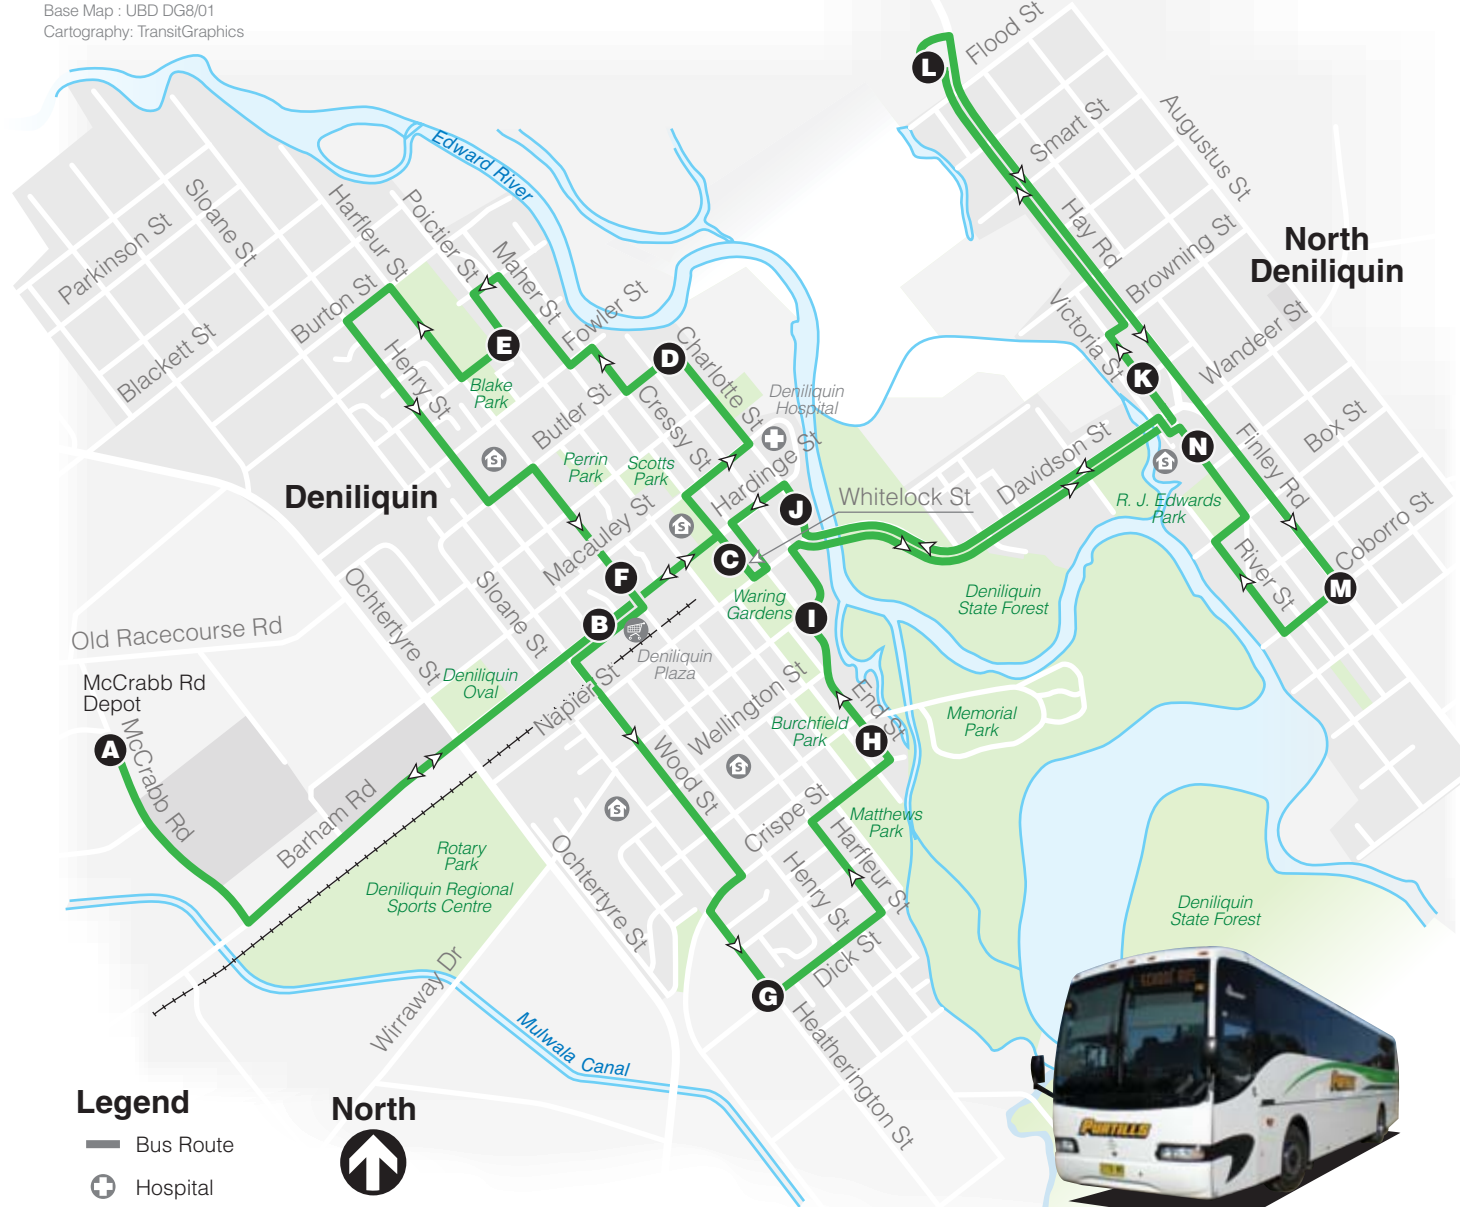 Base Map : UBD DG8/01
Cartography: TransitGraphics
Flood St
L
Smart St
Augustus St
Edward River
Hay Rd
North
Deniliquin
Browning St
Sloane St
Harfleur St
Poictier St
Maher St
Parkinson St
Burton St
Fowler St
Victoria St
Wandeer St
Blackett St
Henry St
E
Blake
Park
D
Charlotte St
Cressy St
Butler St
Deniliquin
Hospital
K
Box St
Finley Rd
Davidson St
N
Hardinge St
Perrin
Park
Scotts
Park
S
S
S
Deniliquin
Macauley St
J
Whitelock St
R. J. Edwards
Park
Coborro St
C
F
Ochtertyre St
Sloane St
Waring
Gardens
I
Deniliquin
State Forest
River St
M
B
Old Racecourse Rd
Deniliquin
Plaza
McCrabb Rd
Depot
Deniliquin
Oval
Napier St
Wellington St
End St
Burchfield
Park
H
Memorial
Park
A
McCrabb Rd
Wood St
S
S
Barham Rd
Crispe St
Matthews
Park
Harfleur St
Rotary
Park
Deniliquin Regional
Sports Centre
Ochtertyre St
Henry St
Deniliquin
State Forest
Dick St
G
Wirraway Dr
Heatherington St
Mulwala Canal
Legend
Bus Route
Hospital
North
PURTILLS